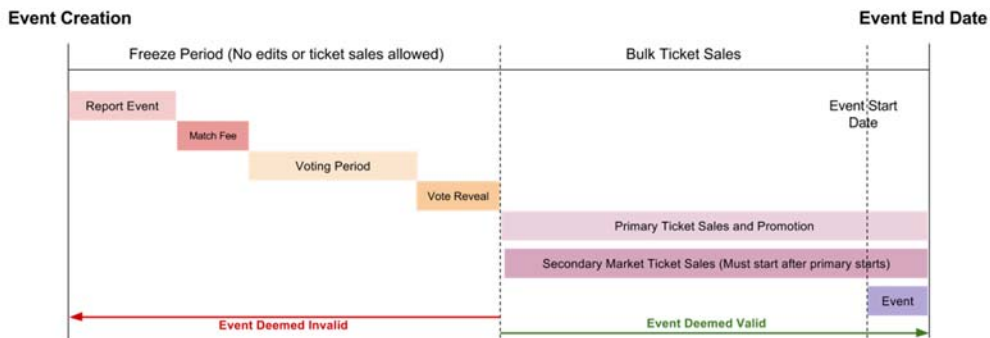 Event Creation
Event End Date
Freeze Period (No edits or ticket sales allowed)
Bulk Ticket Sales
Report Event
Event Start
Date
Match Fee
Voting Period
Vote Reveal
Primary Ticket Sales and Promotion
Secondary Market Ticket Sales (Must start after primary starts)
Event
Event Deemed Invalid
Event Deemed Valid